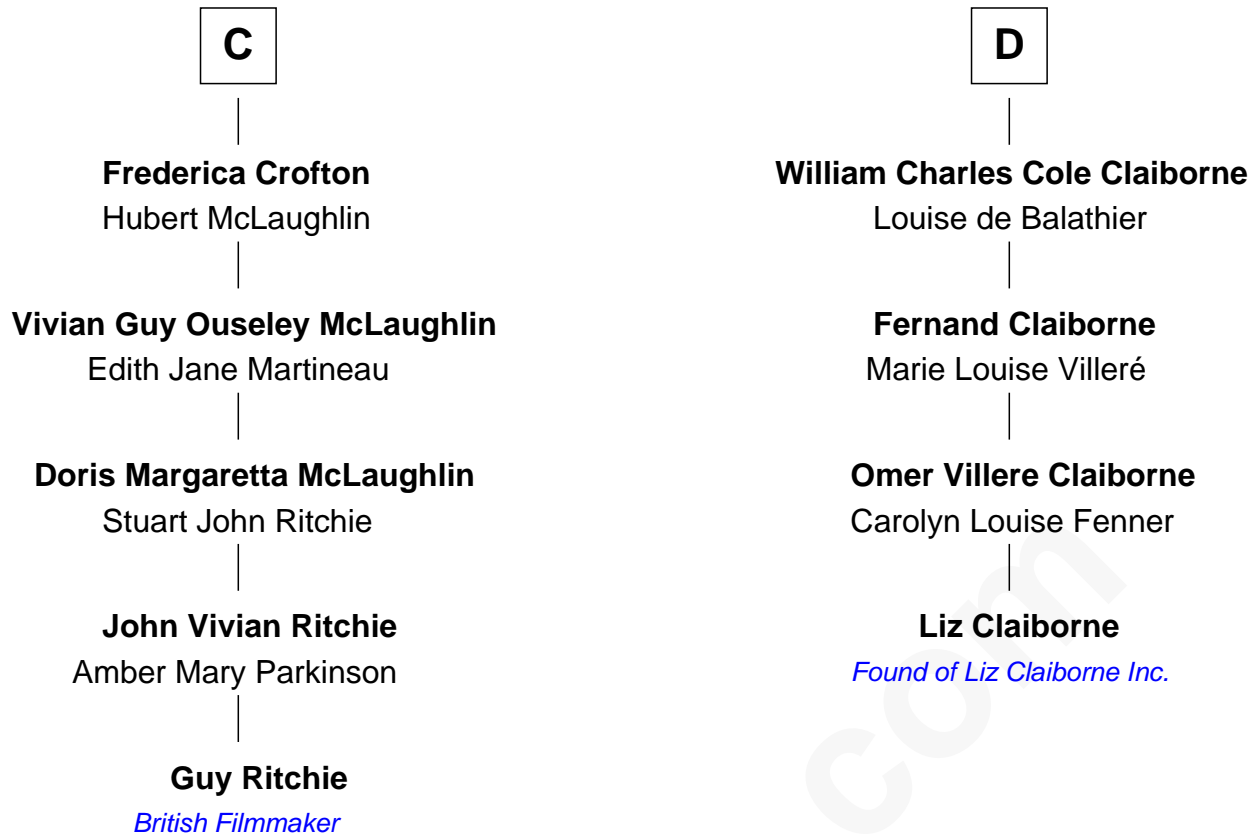 C
Frederica Crofton
Hubert McLaughlin
Vivian Guy Ouseley McLaughlin
Edith Jane Martineau
Doris Margaretta McLaughlin
Stuart John Ritchie
John Vivian Ritchie
Amber Mary Parkinson
Guy Ritchie
British Filmmaker
D
William Charles Cole Claiborne
Louise de Balathier
Fernand Claiborne
Marie Louise Villeré
Omer Villere Claiborne
Carolyn Louise Fenner
Liz Claiborne
Found of Liz Claiborne Inc.
com